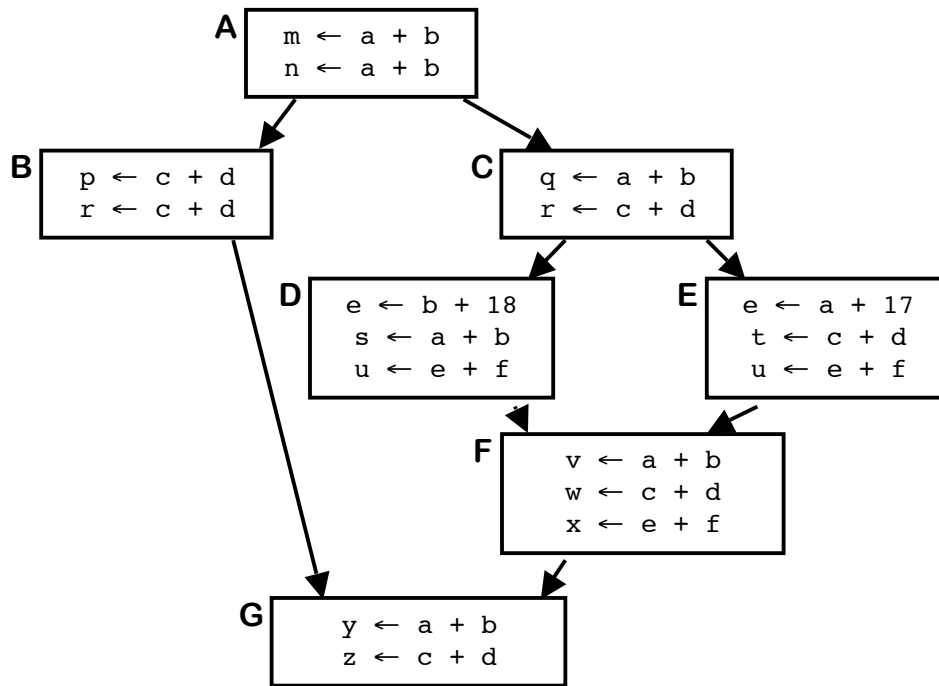 A
m ← a + b
n ← a + b
B
p ← c + d
r ← c + d
C
q ← a + b
r ← c + d
D
e ← b + 18
s ← a + b
u ← e + f
E
e ← a + 17
t ← c + d
u ← e + f
F
v ← a + b
w ← c + d
x ← e + f
G
y ← a + b
z ← c + d